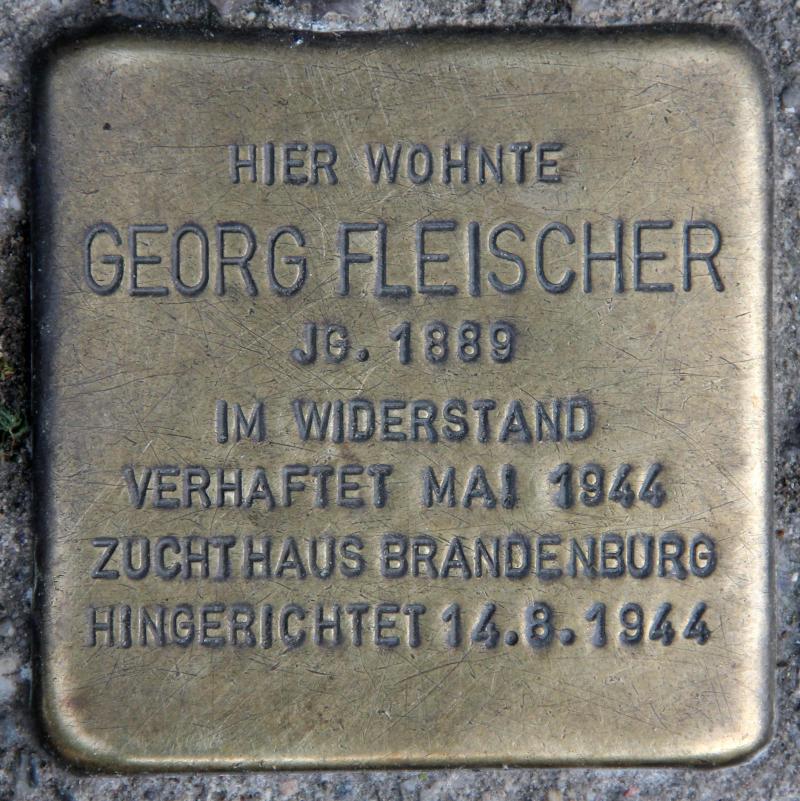 HIER WOHNTE
GEORG FLEISCHER
JG. 1889
IM WIDERSTAND
VERHAFTET MAI 1944
ZUCHTHAUS BRANDENBURG
HINGERICHTET 14.8.1944